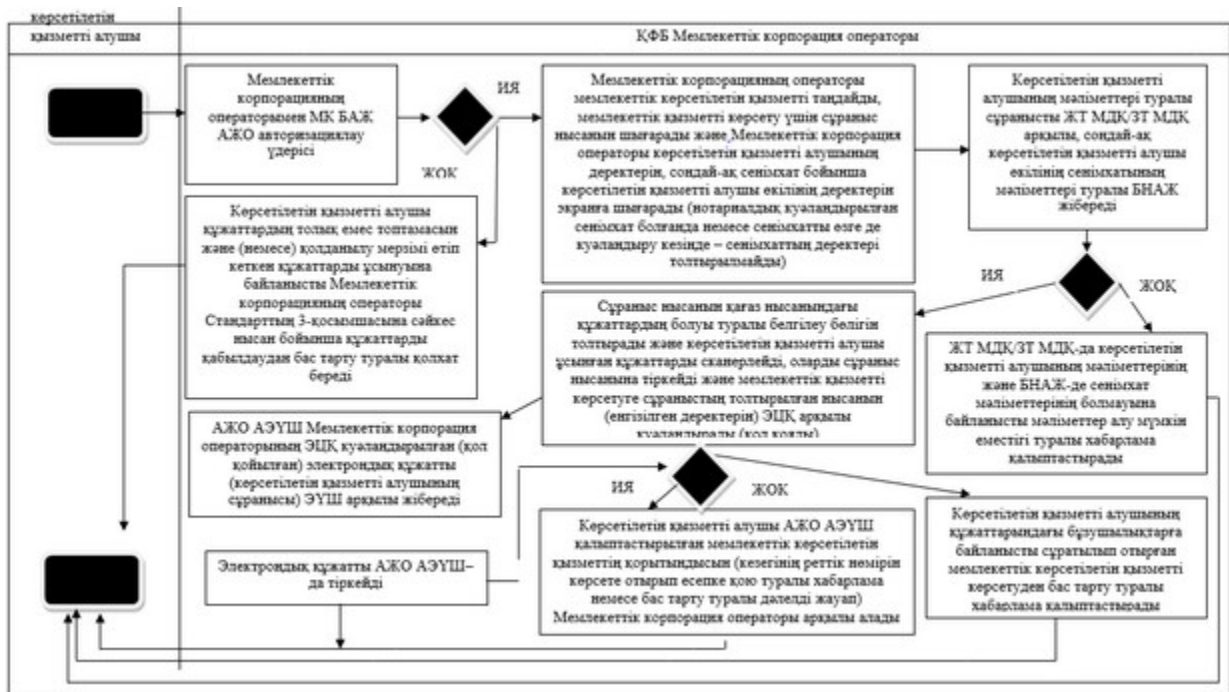 көрсетілетін
қызметті алушы
ҚФБ Мемлекеттік корпорация операторы
Мемлекеттік
корпорацияның
операторымен МК БАЖ
АЖО авторизациялау
үдерісі
ИЯ
ЖОҚ
Мемлекеттік корпорацияның операторы
мемлекеттік көрсетілетін қызметті таңдайды,
мемлекеттік қызметті көрсету үшін сұраныс
нысанын шығарады және Мемлекеттік корпорация
операторы көрсетілетін қызметті алушының
деректерін, сондай-ақ сенімхат бойынша
көрсетілетін қызметті алушы өкілінің деректерін
экранға шығарады (нотариалдық куәландырылған
сенімхат болғанда немесе сенімхатты өзге де
куәландыру кезінде – сенімхаттың деректері
толтырылмайды)
Көрсетілетін қызметті
алушының мәліметтері туралы
сұранысты ЖТ МДҚ/ЗТ МДҚ
арқылы, сондай-ақ
көрсетілетін қызметті алушы
өкілінің сенімхатының
мәліметтері туралы БНАЖ
жібереді
Көрсетілетін қызметті алушы
құжаттардың толық емес топтамасын
және (немесе) қолданылу мерзімі өтіп
кеткен құжаттарды ұсынуына
байланысты Мемлекеттік
корпорацияның операторы
Стандарттың 3-қосымшасына сәйкес
нысан бойынша құжаттарды
қабылдаудан бас тарту туралы қолхат
береді
ИЯ
ЖОҚ
Сұраныс нысанын қағаз нысанындағы
құжаттардың болуы туралы белгілеу бөлігін
толтырады және көрсетілетін қызметті алушы
ұсынған құжаттарды сканерлейді, оларды сұраныс
нысанына тіркейді және мемлекеттік қызметті
көрсетуге сұраныстың толтырылған нысанын
(енгізілген деректерін) ЭЦҚ арқылы
куәландырады (қол қояды)
ЖТ МДҚ/ЗТ МДҚ-да көрсетілетін
қызметті алушының мәліметтерінің
және БНАЖ-де сенімхат
мәліметтерінің болмауына
байланысты мәліметтер алу мүмкін
еместігі туралы хабарлама
қалыптастырады
АЖО АЭҮШ Мемлекеттік корпорация
операторының ЭЦҚ куәландырылған (қол
қойылған) электрондық құжатты
(көрсетілетін қызметті алушының
сұранысы) ЭҮШ арқылы жібереді
ИЯ
ЖОҚ
Электрондық құжатты АЖО АЭҮШ–
да тіркейді
Көрсетілетін қызметті алушы АЖО АЭҮШ
қалыптастырылған мемлекеттік көрсетілетін
қызметтің қорытындысын (кезегінің реттік нөмірін
көрсете отырып есепке қою туралы хабарлама
немесе бас тарту туралы дәлелді жауап)
Мемлекеттік корпорация операторы арқылы алады
Көрсетілетін қызметті алушының
құжаттарындағы бұзушылықтарға
байланысты сұратылып отырған
мемлекеттік көрсетілетін қызметті
көрсетуден бас тарту туралы
хабарлама қалыптастырады